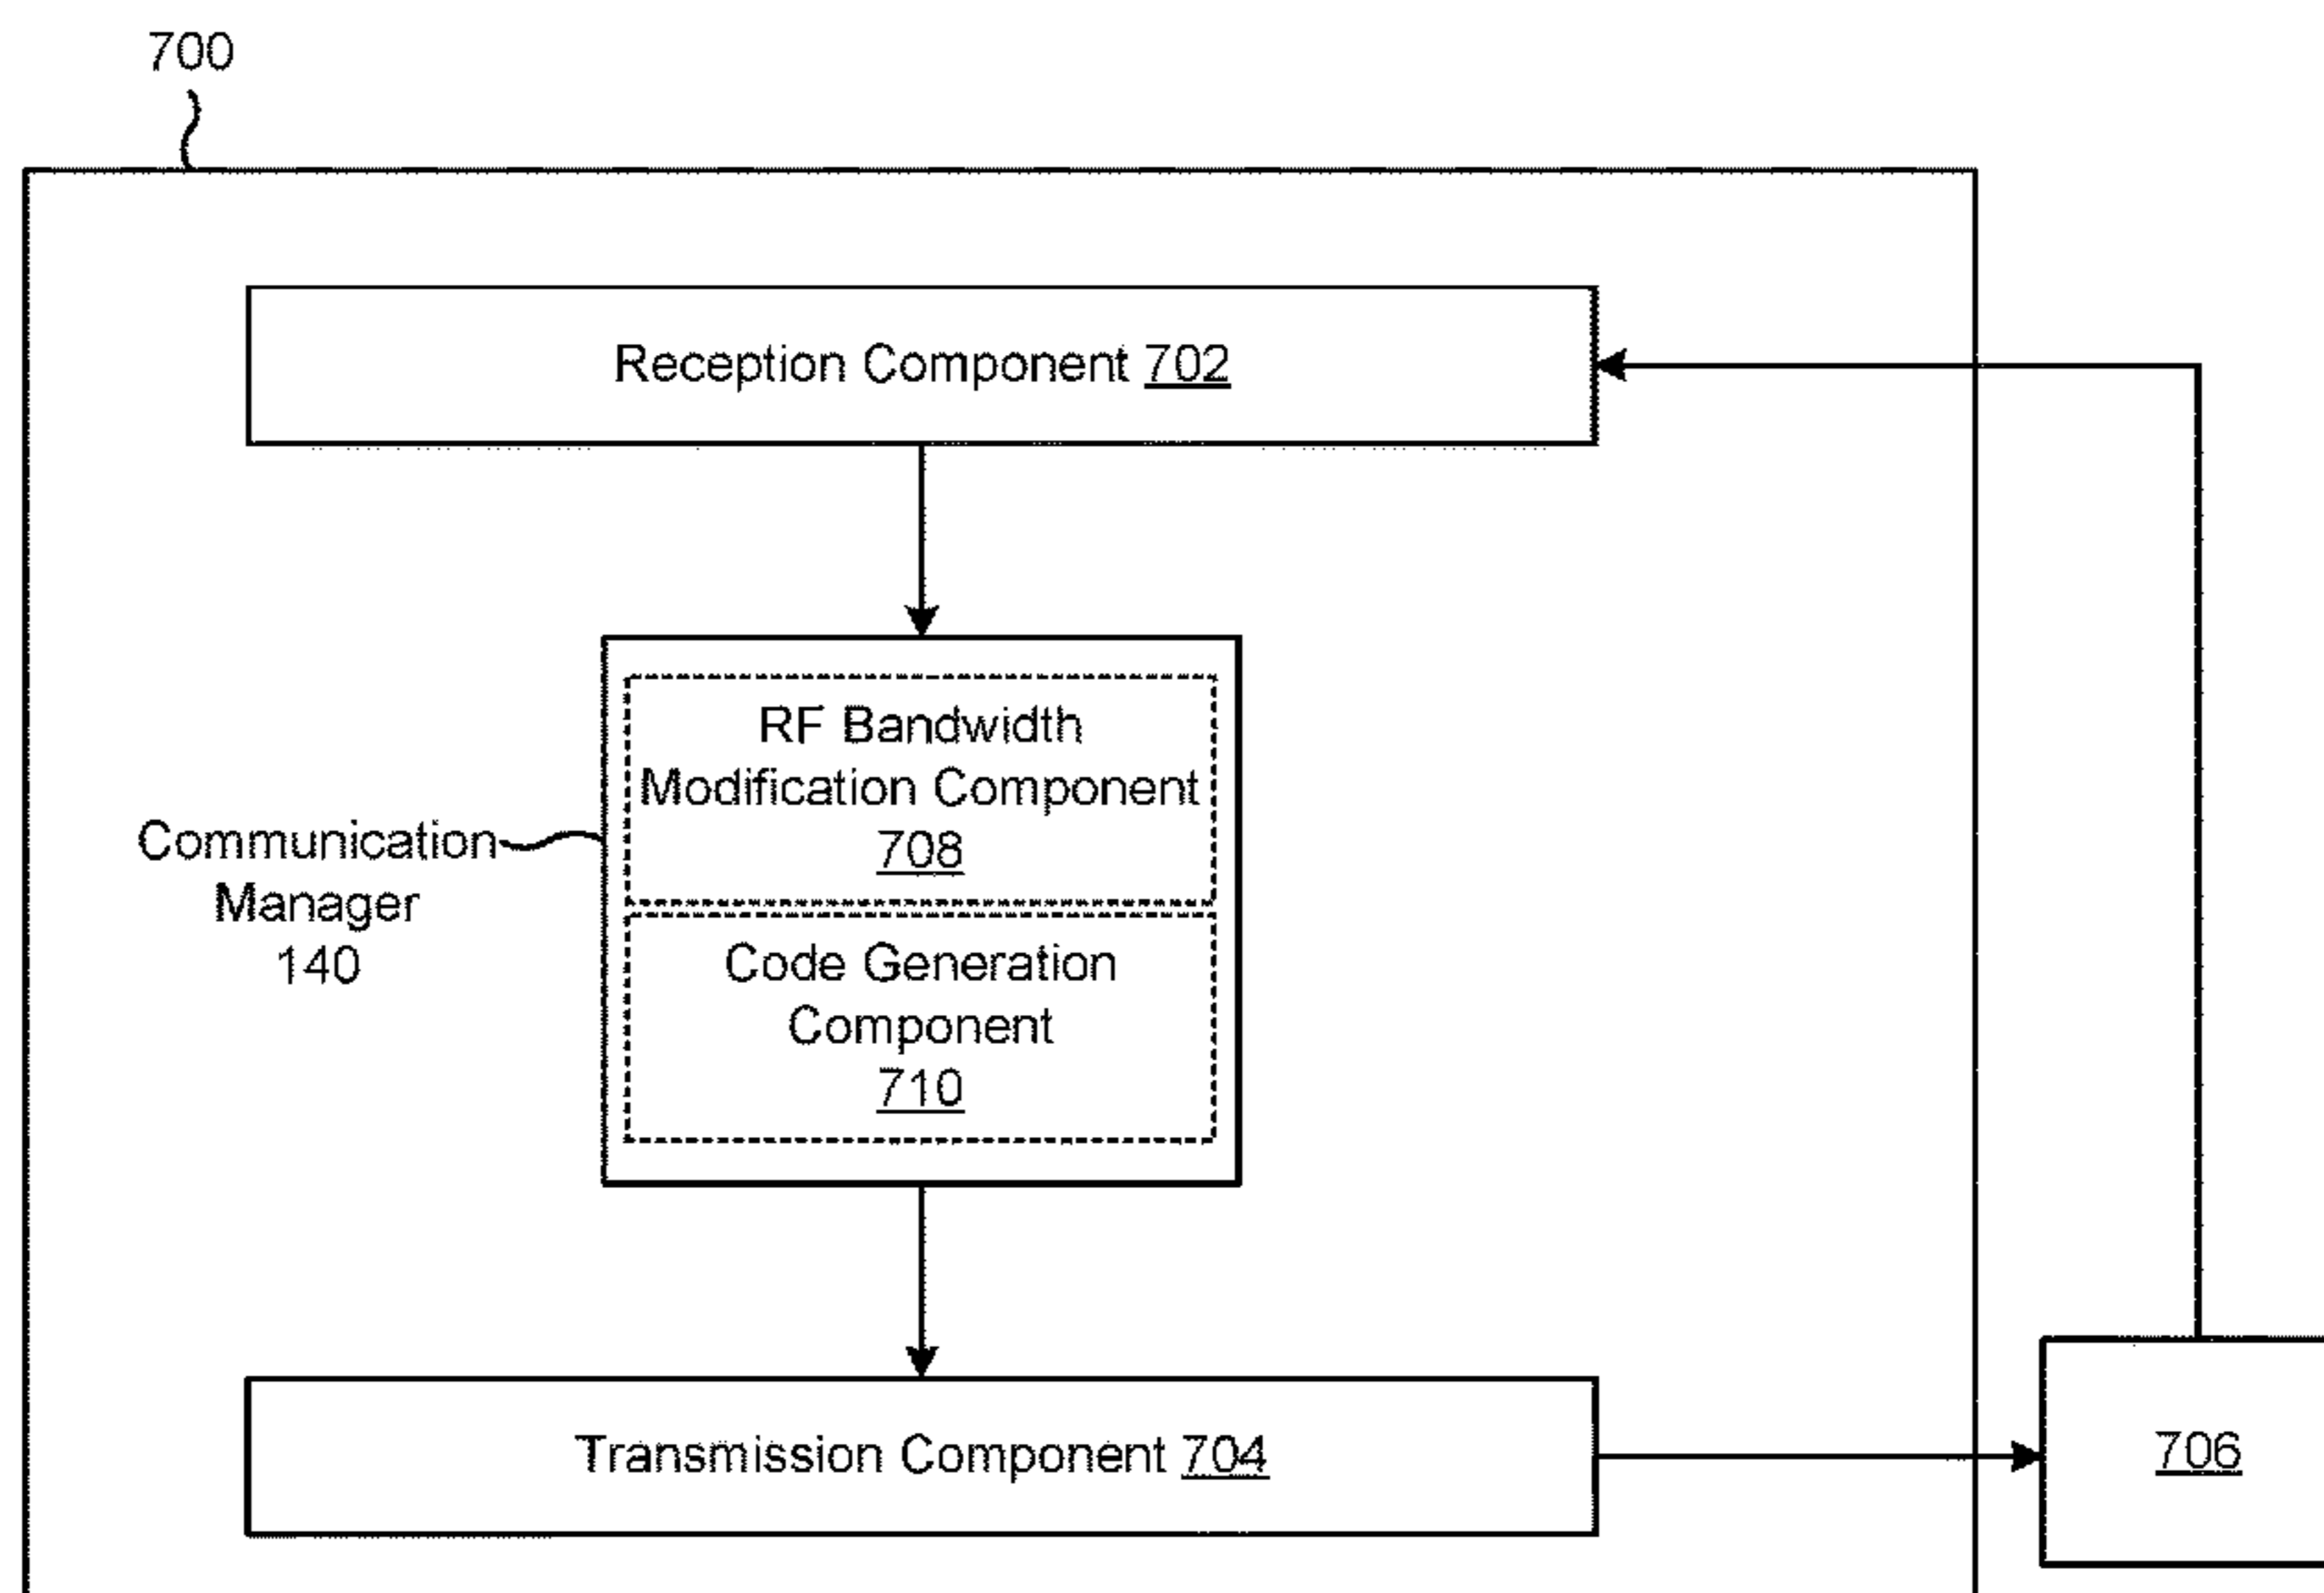 700
Reception Component 702
RF Bandwidth
Modification Component
708
Communication
Manager
140
Code Generation
Component
710
Transmission Component 704
706